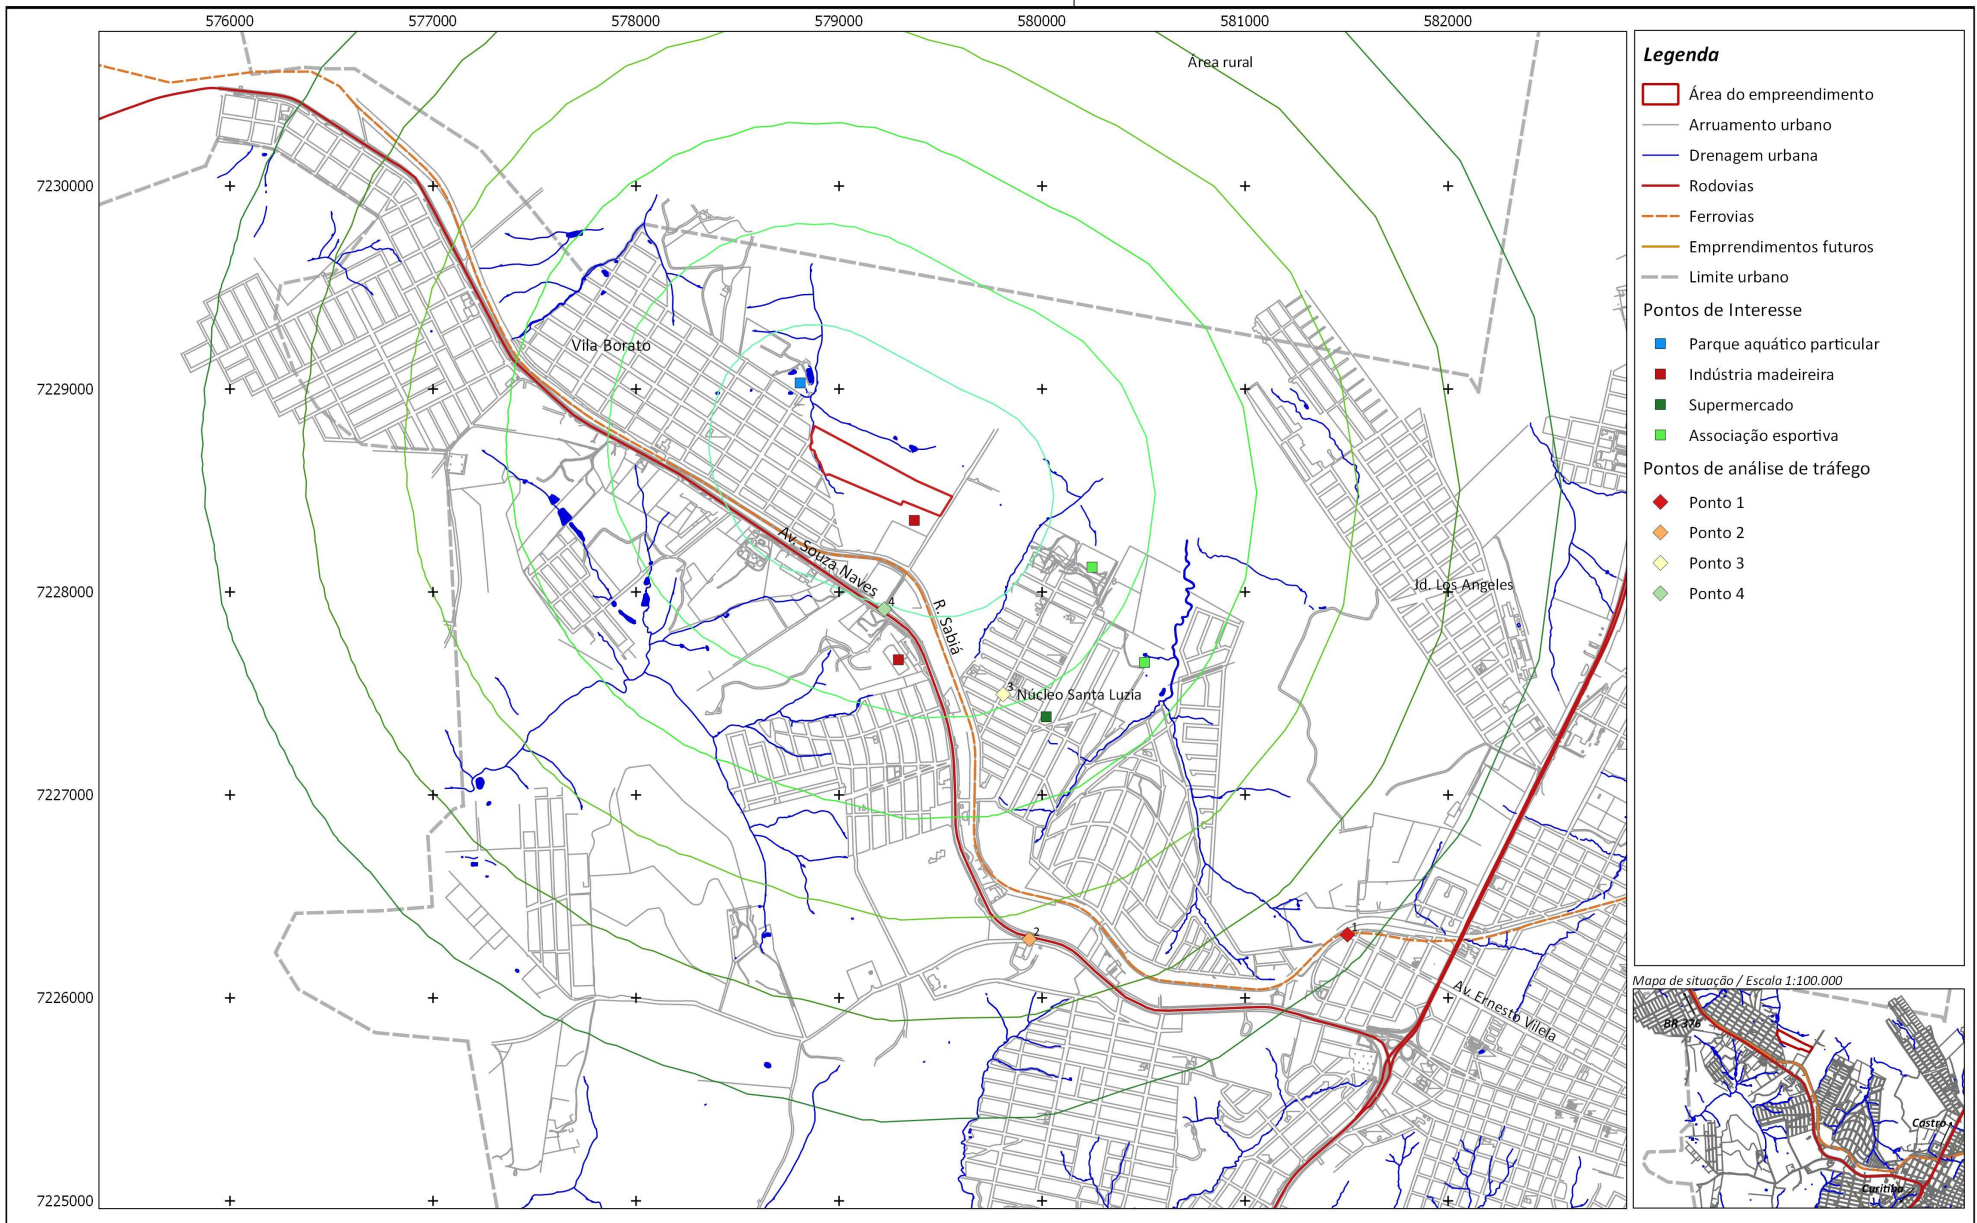 576000 577000 578000 579000 580000 581000 582000
7230000
7229000
7228000
7227000
7226000
7225000
Área rural
Vila Borato
Av. Souza Naves
R. Sabiá
4
3
Núcleo Santa Luzia
Jd. Los Angeles
2
1
Av. Ernesto Vilela
Legenda
Área do empreendimento
Arruamento urbano
Drenagem urbana
Rodovias
Ferrovias
Emprrendimentos futuros
Limite urbano
Pontos de Interesse
Parque aquático particular
Indústria madeireira
Supermercado
Associação esportiva
Pontos de análise de tráfego
Ponto 1
Ponto 2
Ponto 3
Ponto 4
Mapa de situação / Escala 1:100.000
BR 376
Castro
Curitiba